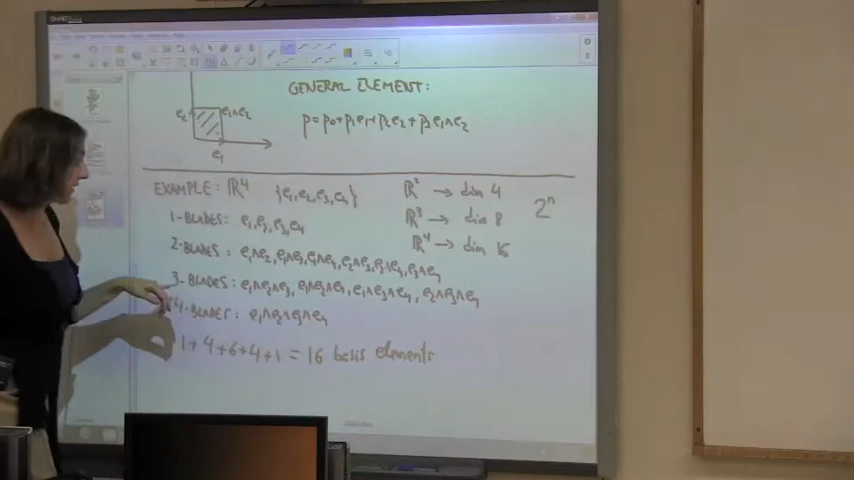 GENERAL ELEMENT:
e₂ e₁∧e₂
p = p₀ + p₁e₁ + p₂e₂ + p₃e₁∧e₂
e₁
EXAMPLE: ℝ⁴ {e₁,e₂,e₃,e₄} ℝ² → dim 4
1-BLADES: e₁,e₂,e₃,e₄ ℝ³ → dim 8 2ⁿ
2-BLADES: e₁∧e₂, e₁∧e₃, e₁∧e₄, e₂∧e₃, e₂∧e₄, e₃∧e₄ ℝ⁴ → dim 16
3-BLADES: e₁∧e₂∧e₃, e₁∧e₂∧e₄, e₁∧e₃∧e₄, e₂∧e₃∧e₄
4-BLADES: e₁∧e₂∧e₃∧e₄
1+4+6+4+1 = 16 basis elements